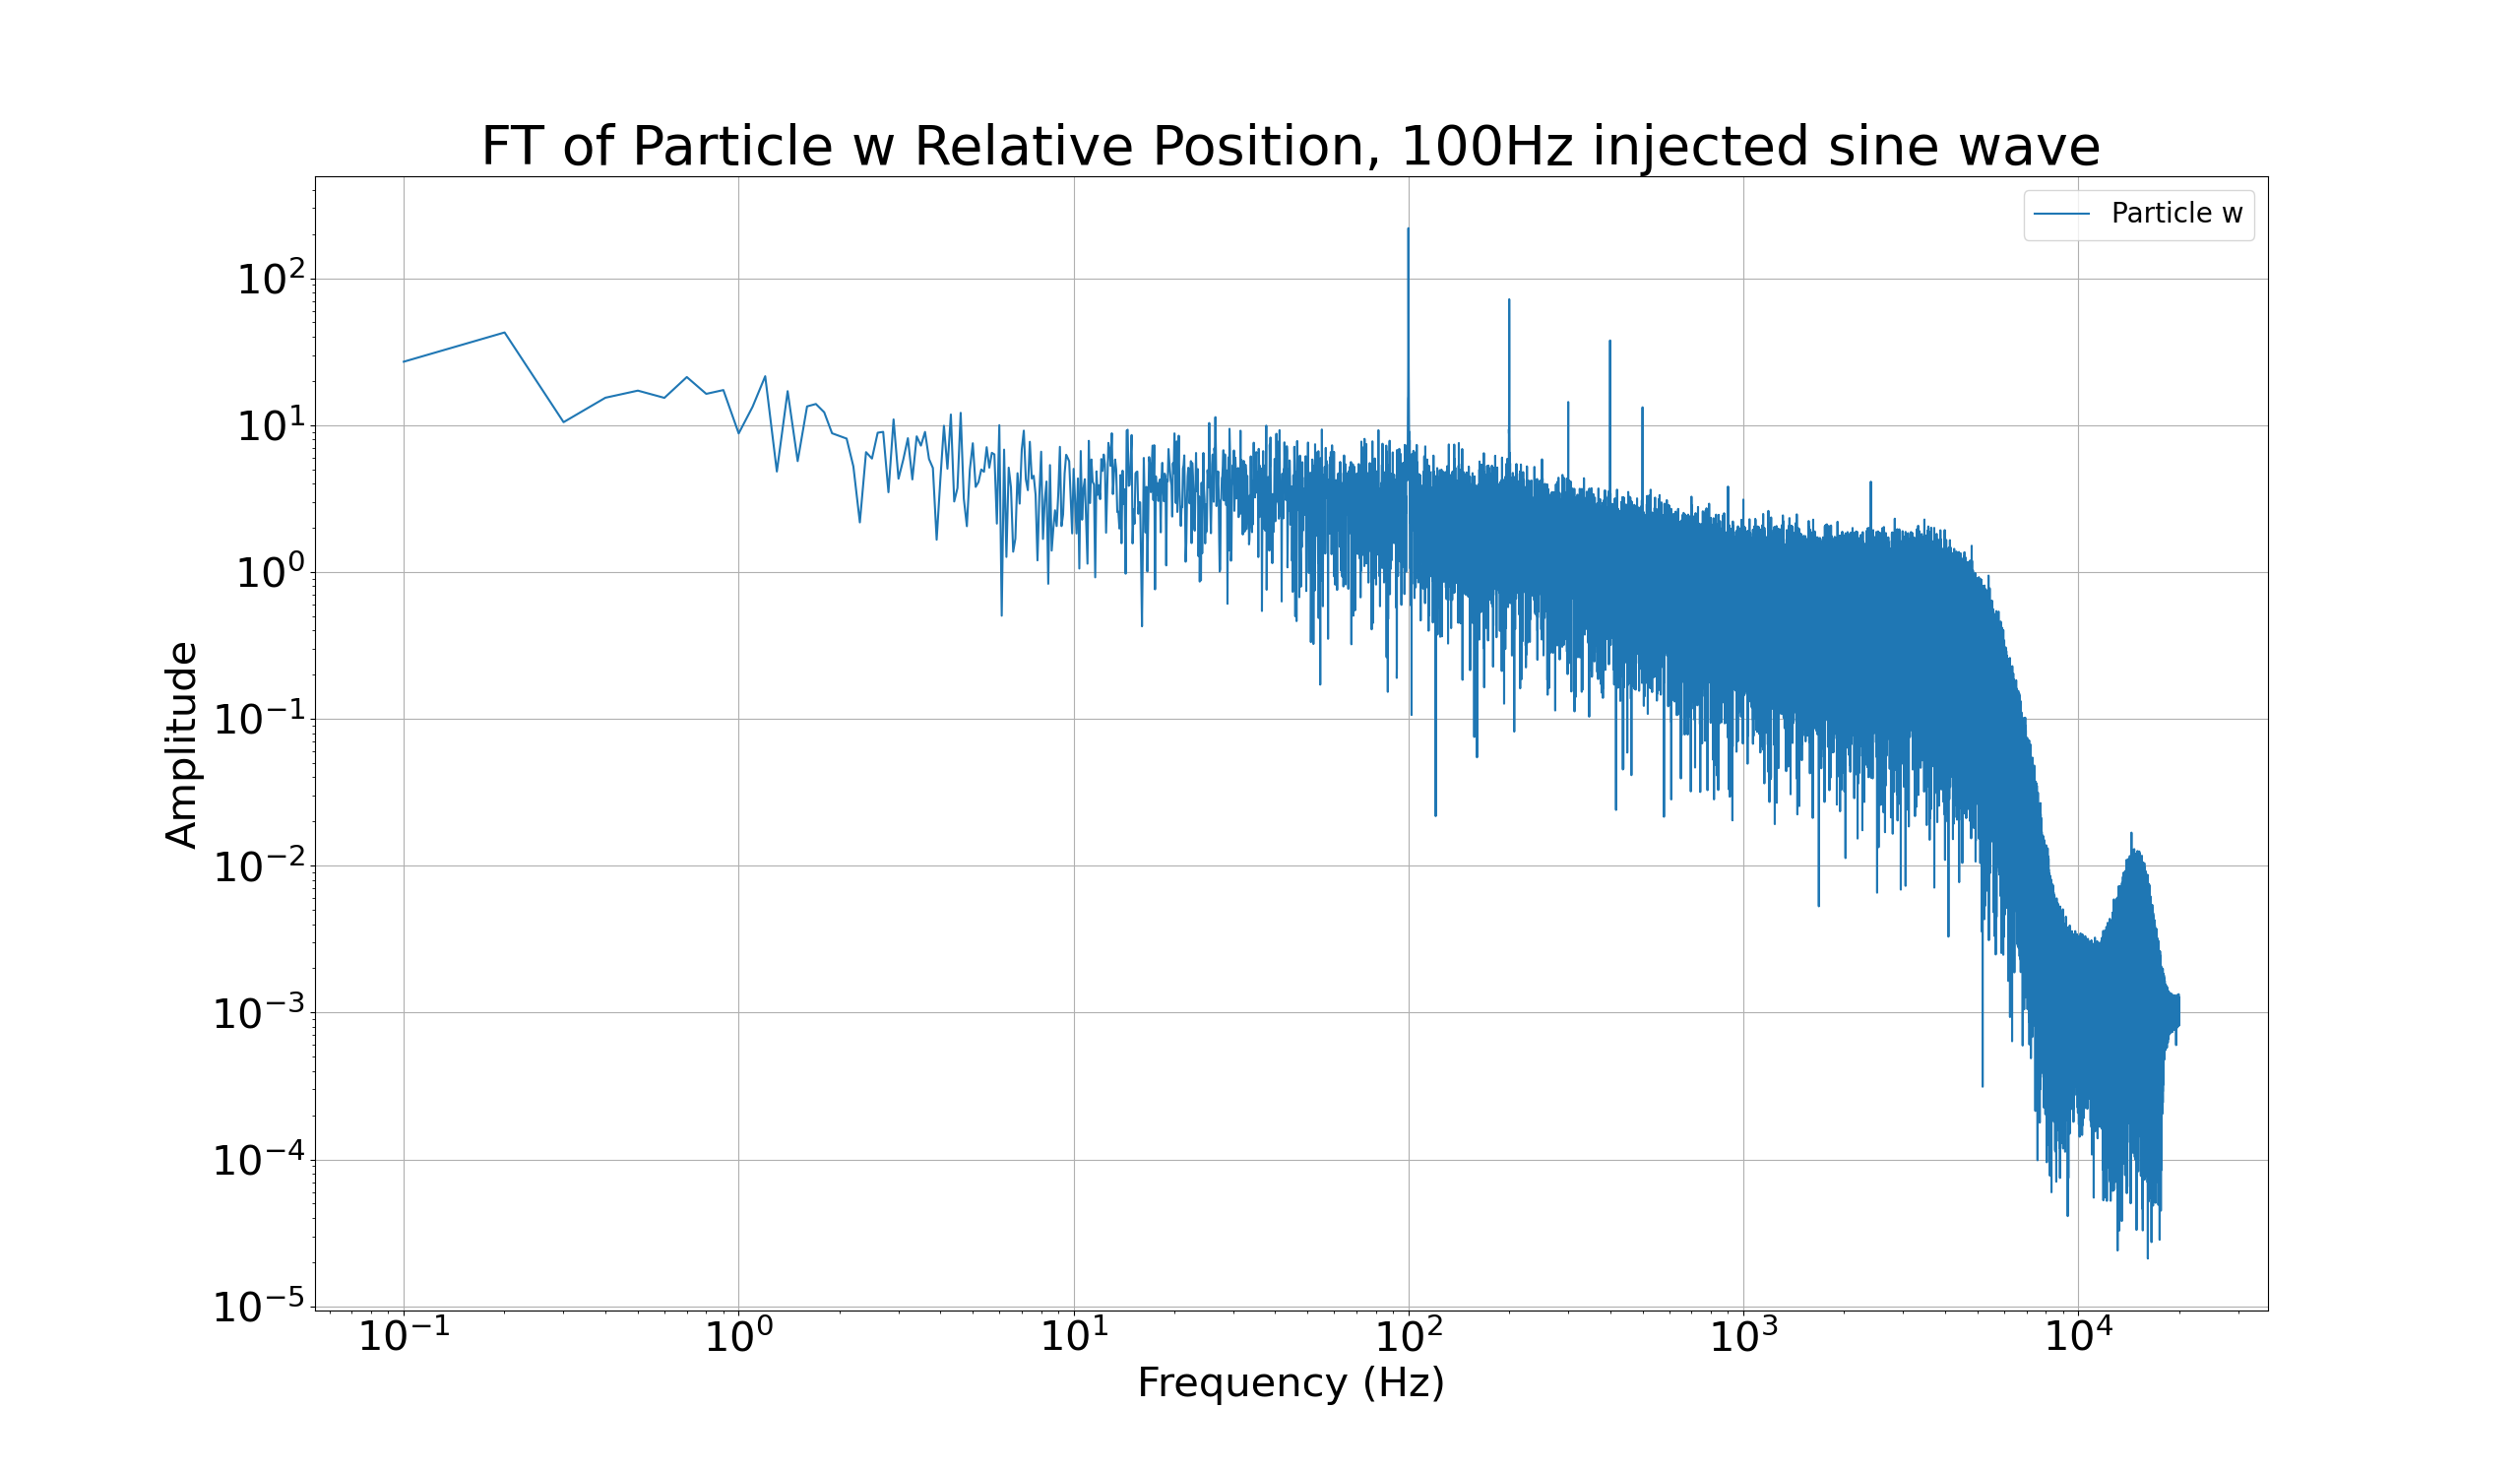 FT of Particle w Relative Position, 100Hz injected sine wave
Particle w
10²
10¹
10⁰
10⁻¹
10⁻²
10⁻³
10⁻⁴
10⁻⁵
Amplitude
10⁻¹ 10⁰ 10¹ 10² 10³ 10⁴
Frequency (Hz)